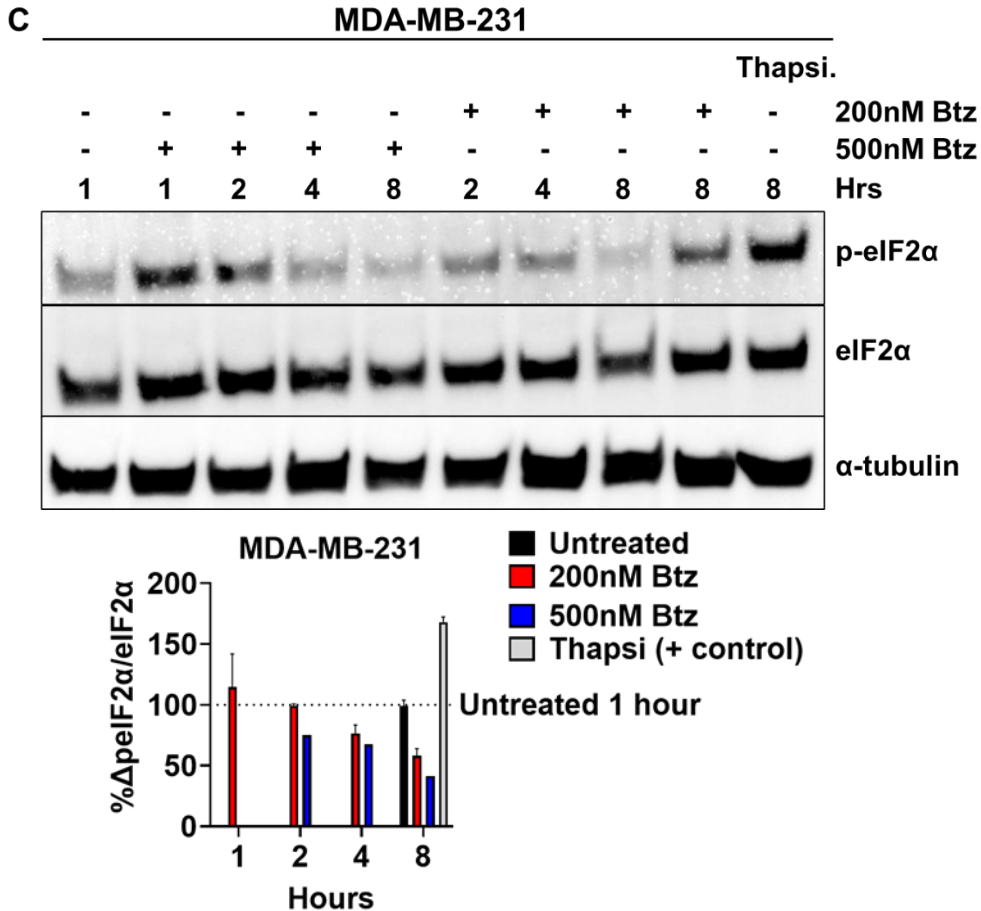 C
MDA-MB-231
Thapsi.
- - - - - + + + + - 200nM Btz
- + + + + - - - - - 500nM Btz
1 1 2 4 8 2 4 8 8 8 Hrs
p-eIF2α
eIF2α
α-tubulin
MDA-MB-231
Untreated
200nM Btz
500nM Btz
Thapsi (+ control)
%ΔpeIF2α/eIF2α
200
150
100
50
0
Untreated 1 hour
1 2 4 8
Hours